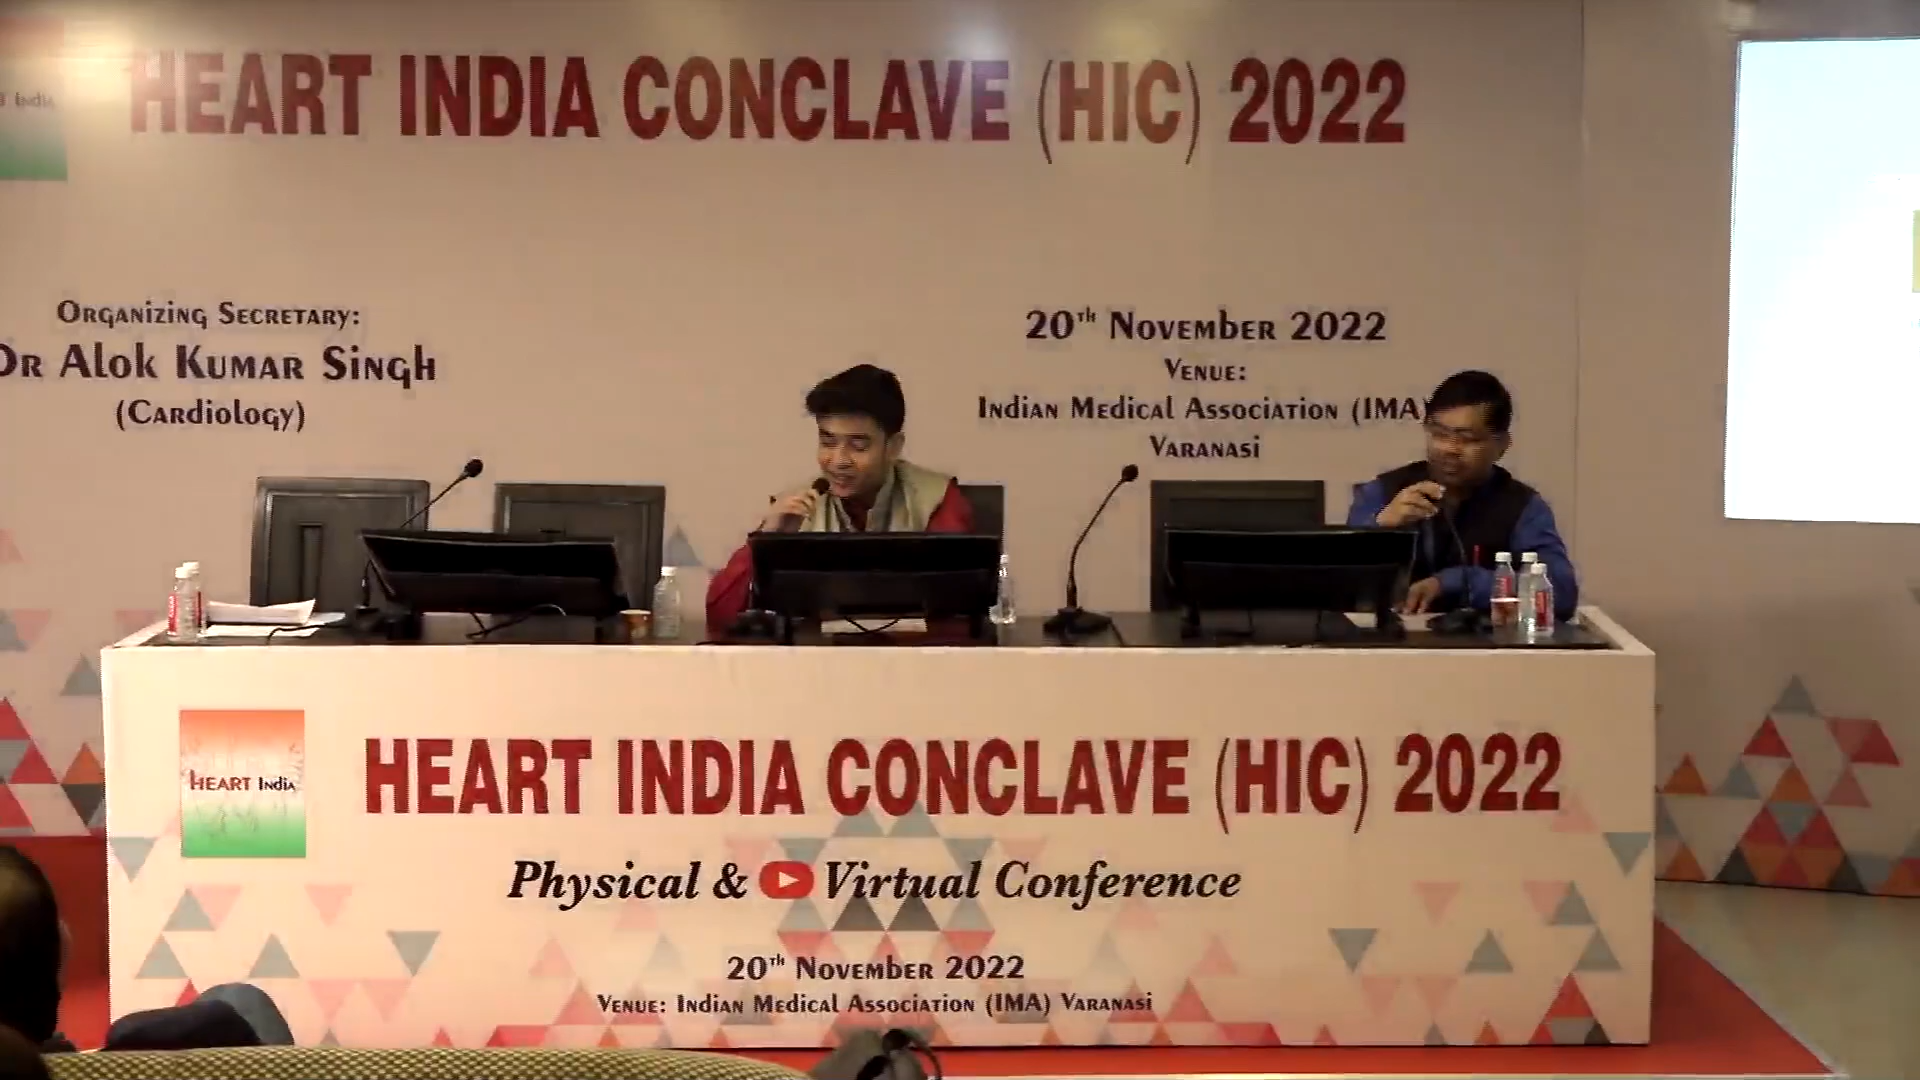 HEART INDIA CONCLAVE (HIC) 2022
India
Organizing Secretary:
Dr Alok Kumar Singh
(Cardiology)
20th November 2022
Venue:
Indian Medical Association (IMA)
Varanasi
HEART India
HEART INDIA CONCLAVE (HIC) 2022
Physical & Virtual Conference
20th November 2022
Venue: Indian Medical Association (IMA) Varanasi